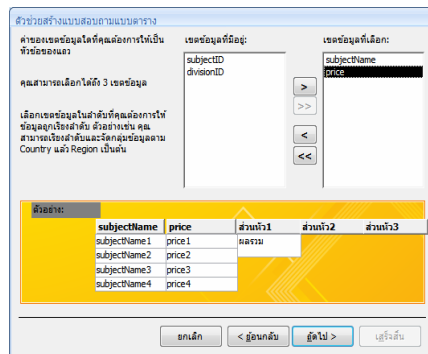 ตัวช่วยสร้างแบบสอบถามแบบตาราง
ค่าของเขตข้อมูลใดที่คุณต้องการให้เป็น
หัวข้อของแถว
คุณสามารถเลือกได้ถึง 3 เขตข้อมูล
เลือกเขตข้อมูลในลำดับที่คุณต้องการให้
ข้อมูลถูกเรียงลำดับ ตัวอย่างเช่น คุณ
สามารถเรียงลำดับและจัดกลุ่มข้อมูลตาม
Country แล้ว Region เป็นต้น
เขตข้อมูลที่มีอยู่:
subjectID
divisionID
>
>>
<
<<
เขตข้อมูลที่เลือก:
subjectName
price
ตัวอย่าง:
subjectName price ส่วนหัว1 ส่วนหัว2 ส่วนหัว3
subjectName1 price1 ผลรวม
subjectName2 price2
subjectName3 price3
subjectName4 price4
ยกเลิก < ย้อนกลับ ถัดไป > เสร็จสิ้น